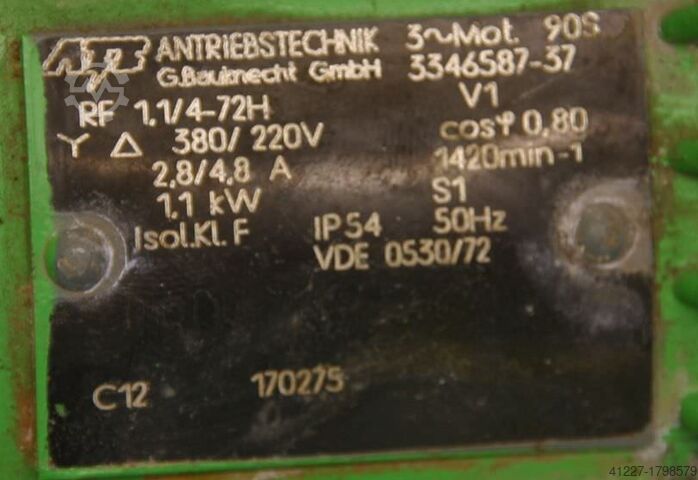 ANTRIEBSTECHNIK 3~Mot. 90S
G.Bauknecht GmbH 3346587-37
RF 1,1/4-72H V1
Y Δ 380/220V cosφ 0,80
2,8/4,8 A 1420min-1
1,1 kW S1
Isol.Kl. F IP54 50Hz
VDE 0530/72
C12 170275
41227-1798579